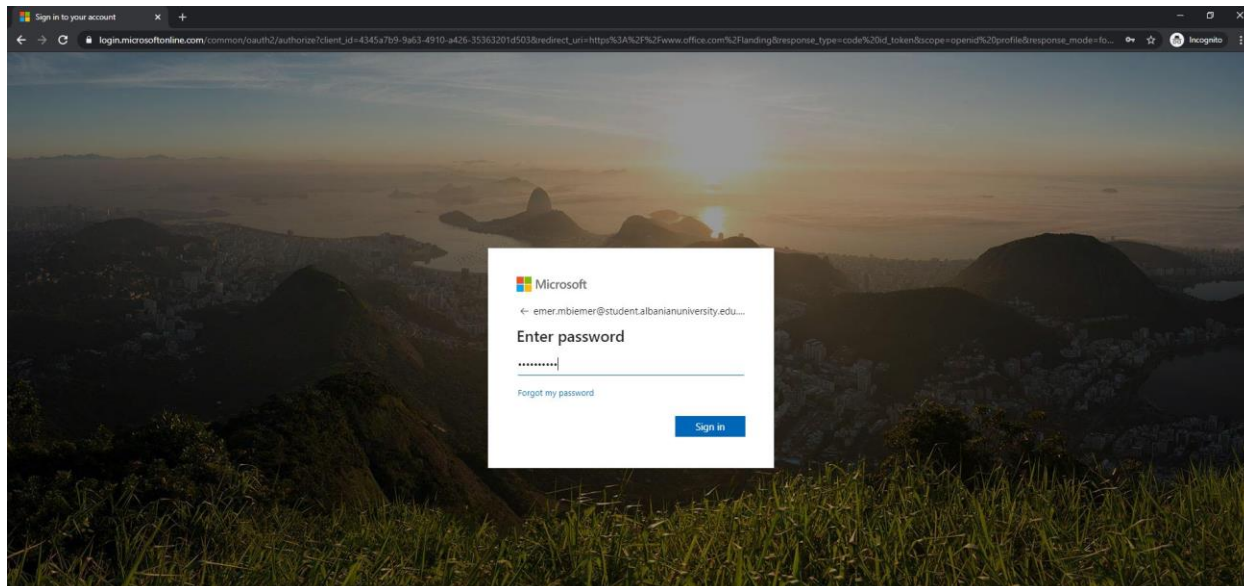 Sign in to your account
login.microsoftonline.com/common/oauth2/authorize?client_id=4345a7b9-9a63-4910-a426-35363201d503&redirect_uri=https%3A%2F%2Fwww.office.com%2Flanding&response_type=code%20id_token&scope=openid%20profile&response_mode=fo...
Incognito
Microsoft
emer.mbiemer@student.albanianuniversity.edu....
Enter password
Forgot my password
Sign in